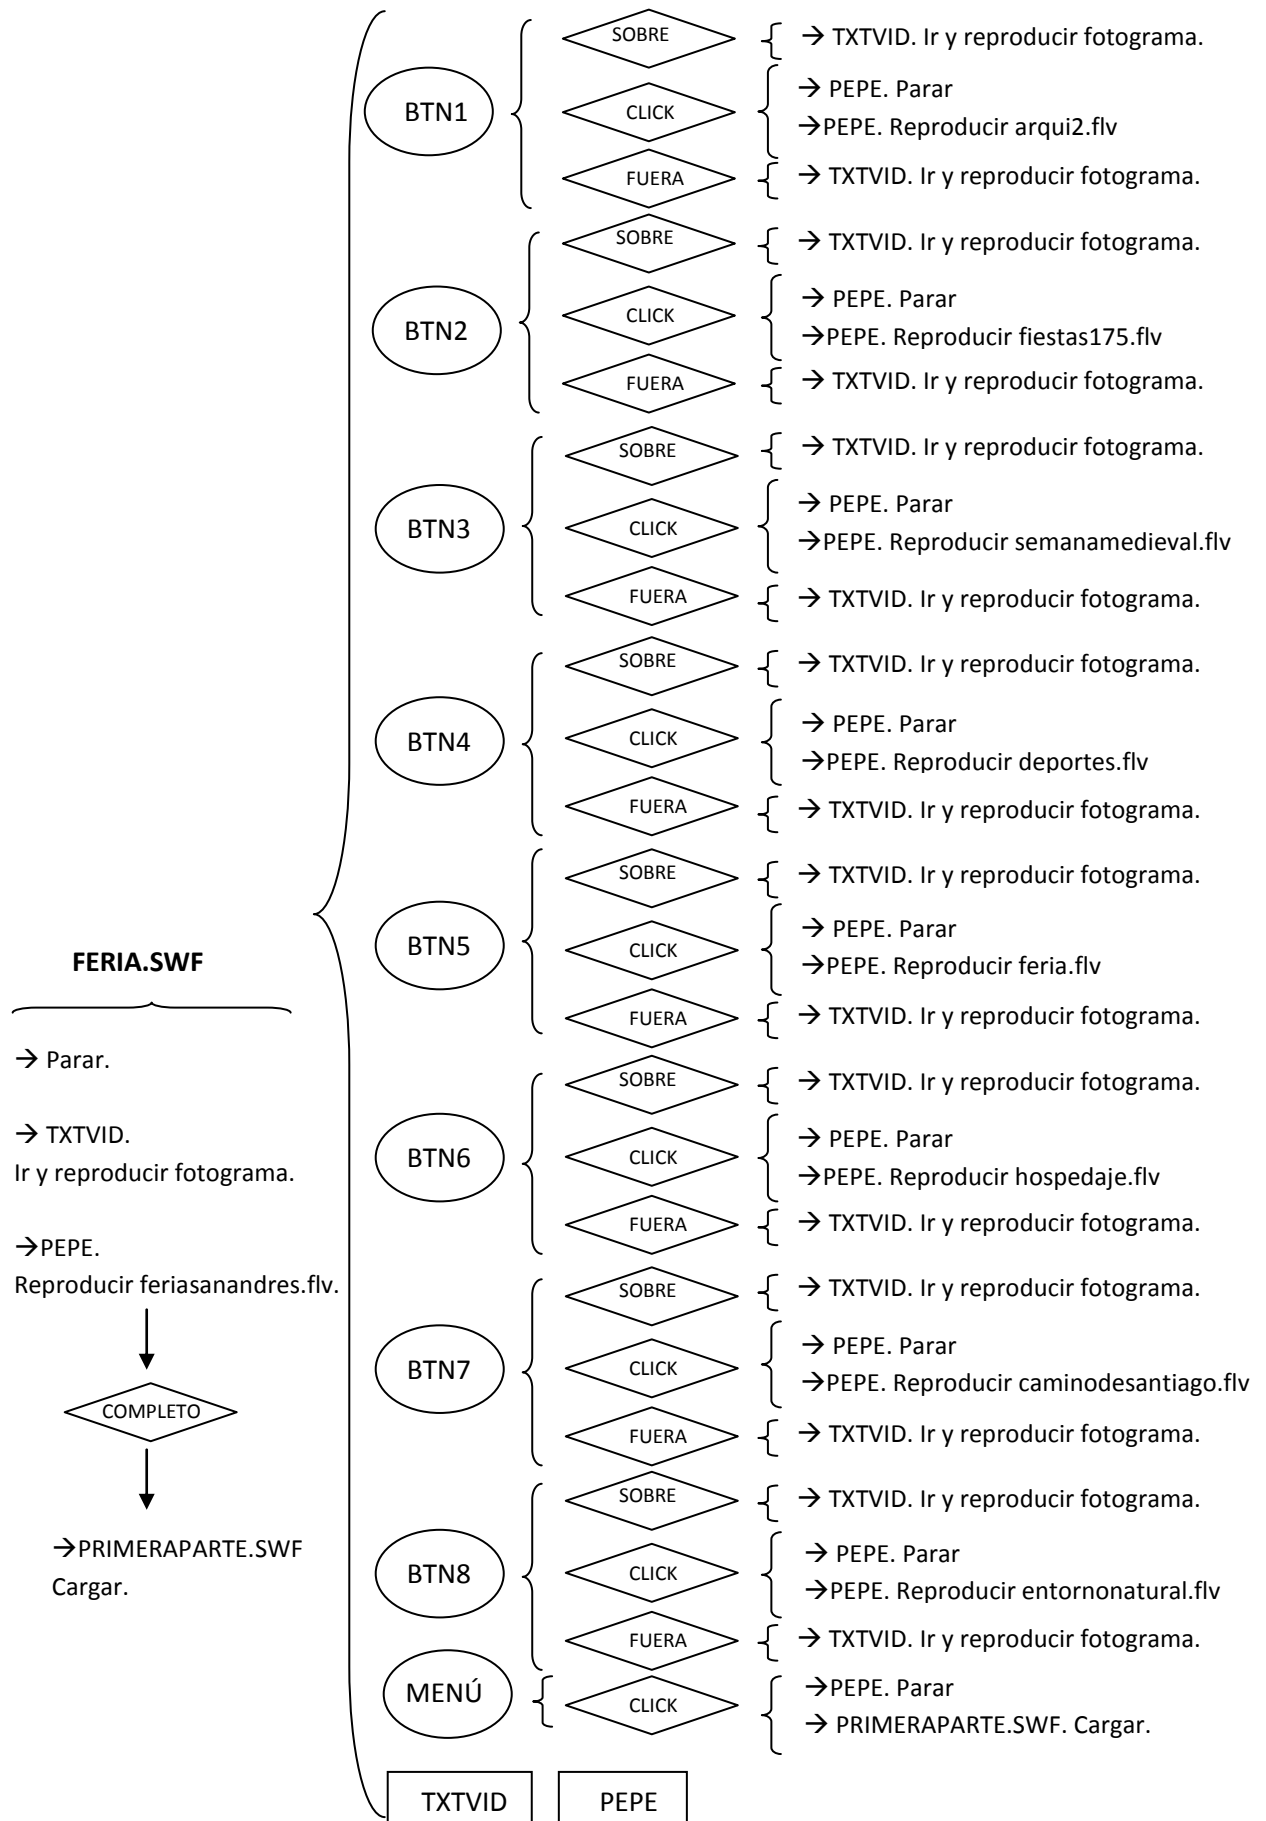 FERIA.SWF
→ Parar.
→ TXTVID.
Ir y reproducir fotograma.
→PEPE.
Reproducir feriasanandres.flv.
COMPLETO
→PRIMERAPARTE.SWF
Cargar.
BTN1
SOBRE
→ TXTVID. Ir y reproducir fotograma.
CLICK
→ PEPE. Parar
→PEPE. Reproducir arqui2.flv
FUERA
→ TXTVID. Ir y reproducir fotograma.
BTN2
SOBRE
→ TXTVID. Ir y reproducir fotograma.
CLICK
→ PEPE. Parar
→PEPE. Reproducir fiestas175.flv
FUERA
→ TXTVID. Ir y reproducir fotograma.
BTN3
SOBRE
→ TXTVID. Ir y reproducir fotograma.
CLICK
→ PEPE. Parar
→PEPE. Reproducir semanamedieval.flv
FUERA
→ TXTVID. Ir y reproducir fotograma.
BTN4
SOBRE
→ TXTVID. Ir y reproducir fotograma.
CLICK
→ PEPE. Parar
→PEPE. Reproducir deportes.flv
FUERA
→ TXTVID. Ir y reproducir fotograma.
BTN5
SOBRE
→ TXTVID. Ir y reproducir fotograma.
CLICK
→ PEPE. Parar
→PEPE. Reproducir feria.flv
FUERA
→ TXTVID. Ir y reproducir fotograma.
BTN6
SOBRE
→ TXTVID. Ir y reproducir fotograma.
CLICK
→ PEPE. Parar
→PEPE. Reproducir hospedaje.flv
FUERA
→ TXTVID. Ir y reproducir fotograma.
BTN7
SOBRE
→ TXTVID. Ir y reproducir fotograma.
CLICK
→ PEPE. Parar
→PEPE. Reproducir caminodesantiago.flv
FUERA
→ TXTVID. Ir y reproducir fotograma.
BTN8
SOBRE
→ TXTVID. Ir y reproducir fotograma.
CLICK
→ PEPE. Parar
→PEPE. Reproducir entornonatural.flv
FUERA
→ TXTVID. Ir y reproducir fotograma.
MENÚ
CLICK
→PEPE. Parar
→ PRIMERAPARTE.SWF. Cargar.
TXTVID
PEPE